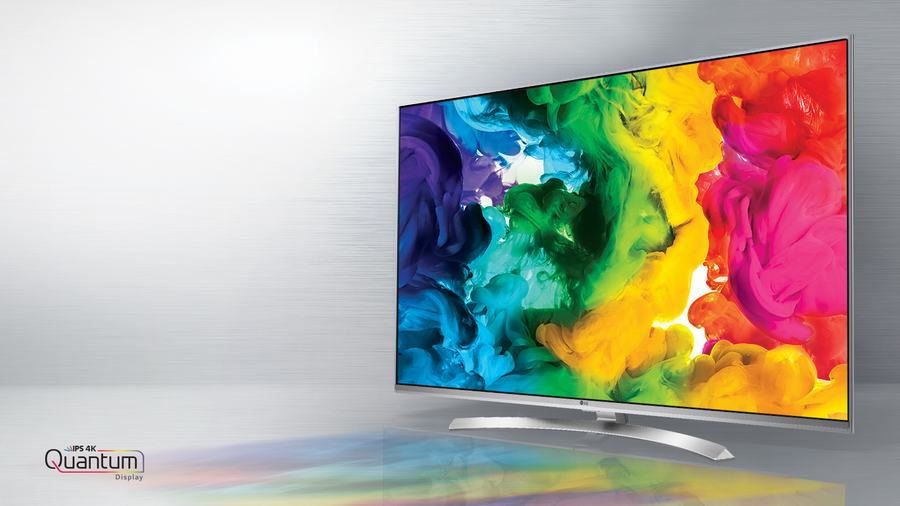 LG
IPS 4K
Quantum
Display